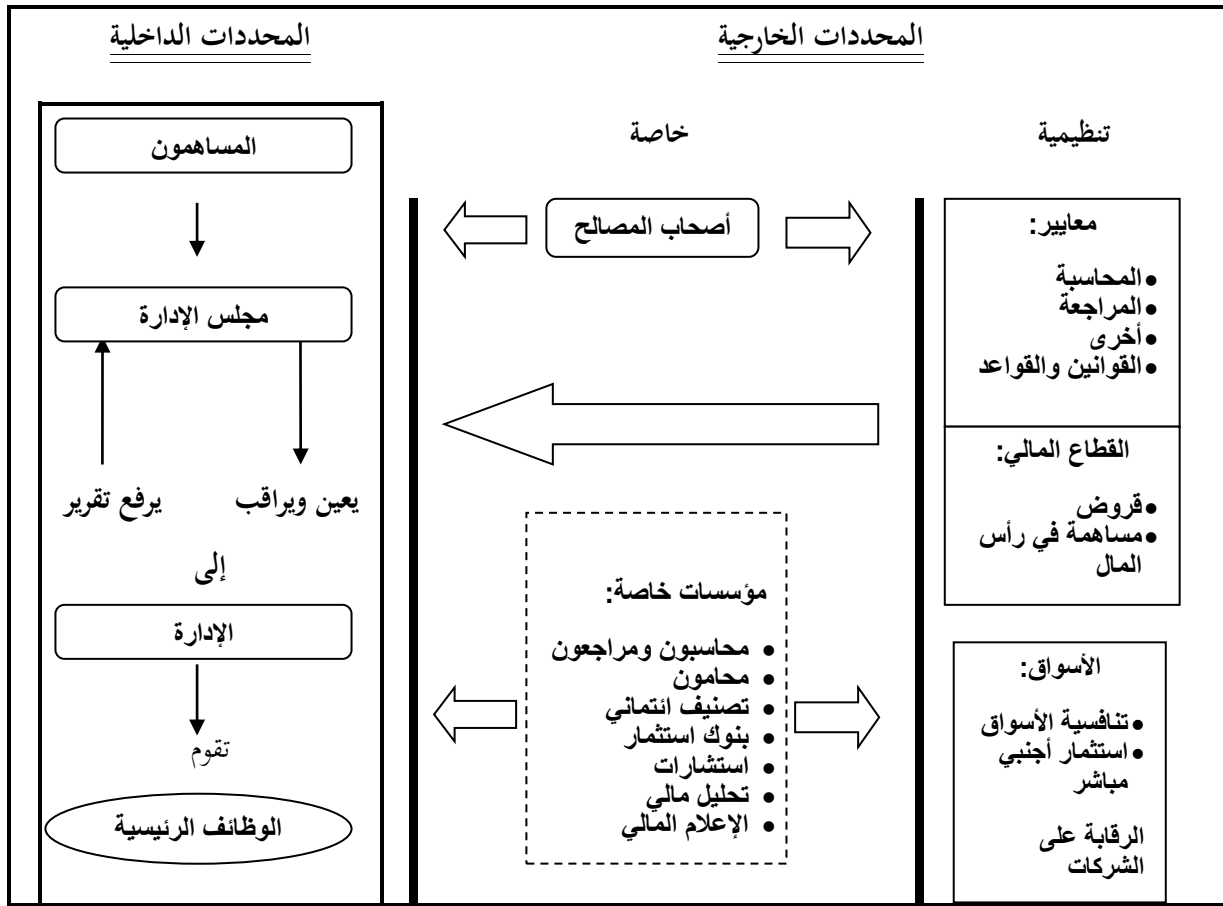 المحددات الخارجية
المحددات الداخلية
تنظيمية
خاصة
معايير:
•المحاسبة
•المراجعة
•أخرى
•القوانين والقواعد
القطاع المالي:
•قروض
•مساهمة في رأس
المال
الأسواق:
•تنافسية الأسواق
•استثمار أجنبي
مباشر
الرقابة على
الشركات
أصحاب المصالح
مؤسسات خاصة:
• محاسبون ومراجعون
• محامون
• تصنيف ائتماني
• بنوك استثمار
• استشارات
• تحليل مالي
• الإعلام المالي
المساهمون
مجلس الإدارة
يعين ويراقب
يرفع تقرير
إلى
الإدارة
تقوم
الوظائف الرئيسية